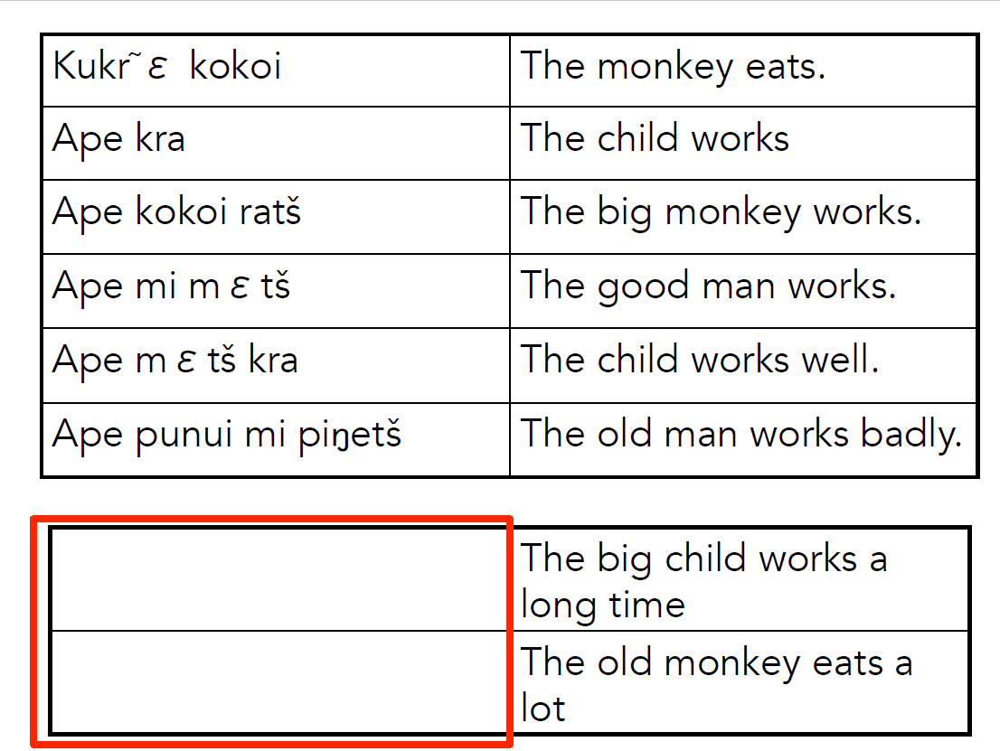 Kukr˜ɛ kokoi The monkey eats.
Ape kra The child works
Ape kokoi ratš The big monkey works.
Ape mi mɛtš The good man works.
Ape mɛtš kra The child works well.
Ape punui mi piŋetš The old man works badly.
The big child works a
long time
The old monkey eats a
lot